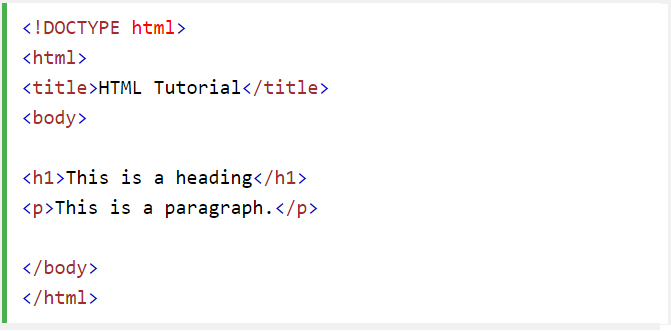 <!DOCTYPE html>
<html>
<title>HTML Tutorial</title>
<body>
<h1>This is a heading</h1>
<p>This is a paragraph.</p>
</body>
</html>